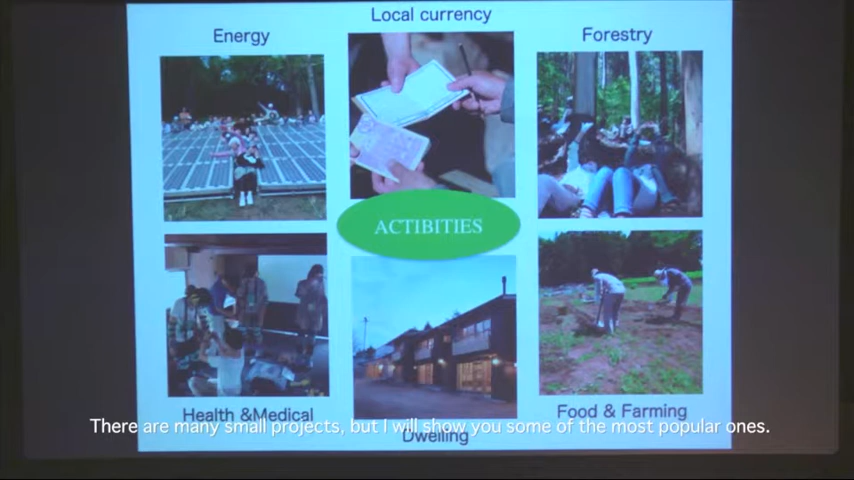 Local currency
Energy
Forestry
ACTIBITIES
Health &Medical
Food & Farming
Dwelling
There are many small projects, but I will show you some of the most popular ones.